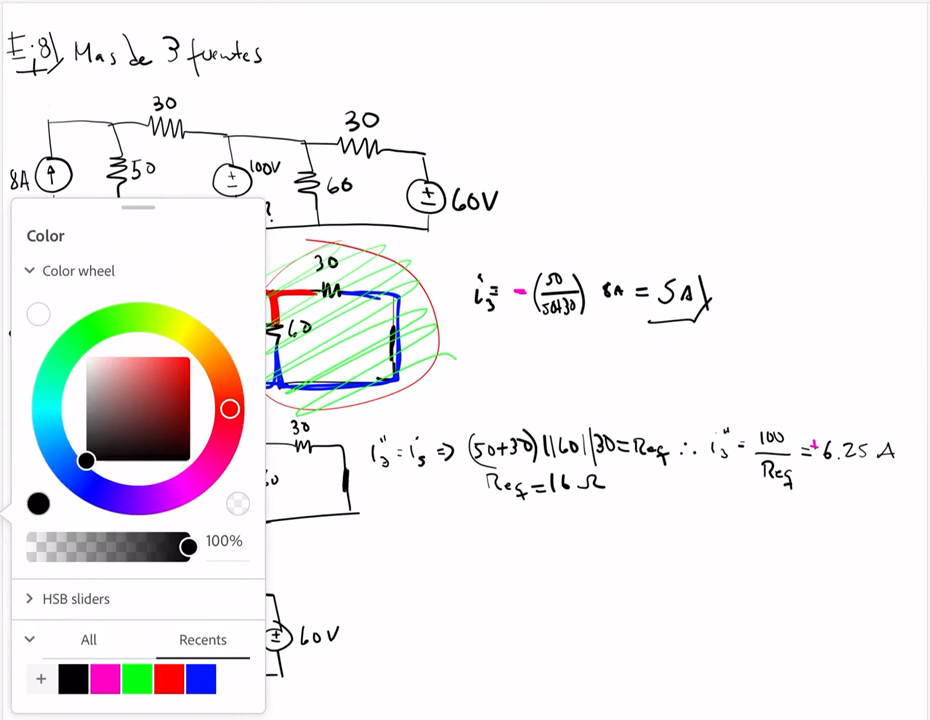 E.8) Mas de 3 fuentes
30
30
8A
50
100V
60
60V
?
Color
Color wheel
30
60
i₃ = - (50/50+30) 8A = 5A
30
i₃" = i₅ => (50+30)||60||30 = Req ∴ i₃" = 100/Req = + 6.25 A
Req = 16 Ω
100%
HSB sliders
60V
All
Recents
+